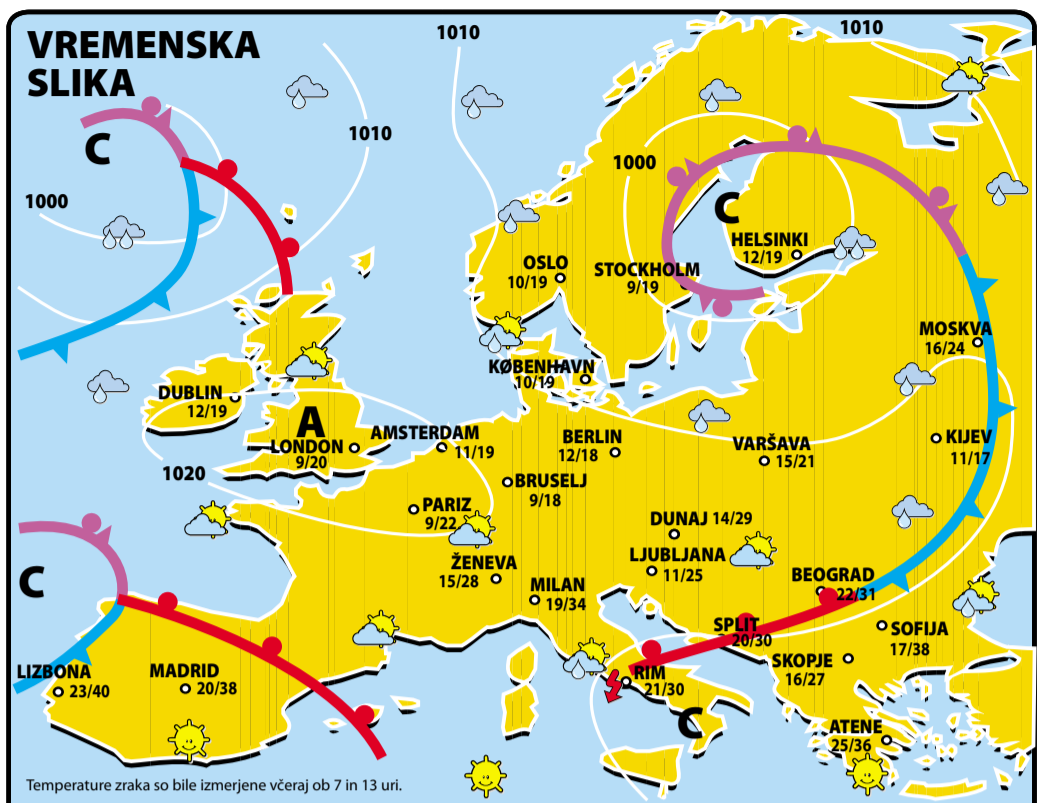 VREMENSKA
SLIKA
1010
1010
1010
C
1000
1000
C
HELSINKI
12/19
OSLO
10/19
STOCKHOLM
9/19
MOSKVA
16/24
KØBENHAVN
10/19
DUBLIN
12/19
A
LONDON
9/20
AMSTERDAM
11/19
BERLIN
12/18
VARŠAVA
15/21
KIJEV
11/17
1020
BRUSELJ
9/18
PARIZ
9/22
DUNAJ 14/29
LJUBLJANA
11/25
ŽENEVA
15/28
MILAN
19/34
BEOGRAD
22/31
C
SPLIT
20/30
SOFIJA
17/38
SKOPJE
16/27
LIZBONA
23/40
MADRID
20/38
RIM
21/30
C
ATENE
25/36
Temperature zraka so bile izmerjene včeraj ob 7 in 13 uri.